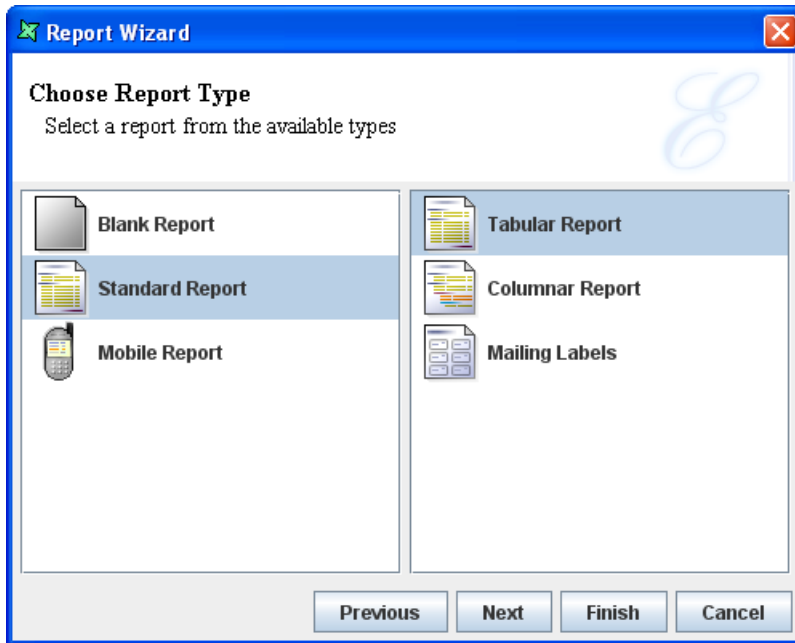 Report Wizard
Choose Report Type
Select a report from the available types
E
Blank Report
Standard Report
Mobile Report
Tabular Report
Columnar Report
Mailing Labels
Previous Next Finish Cancel